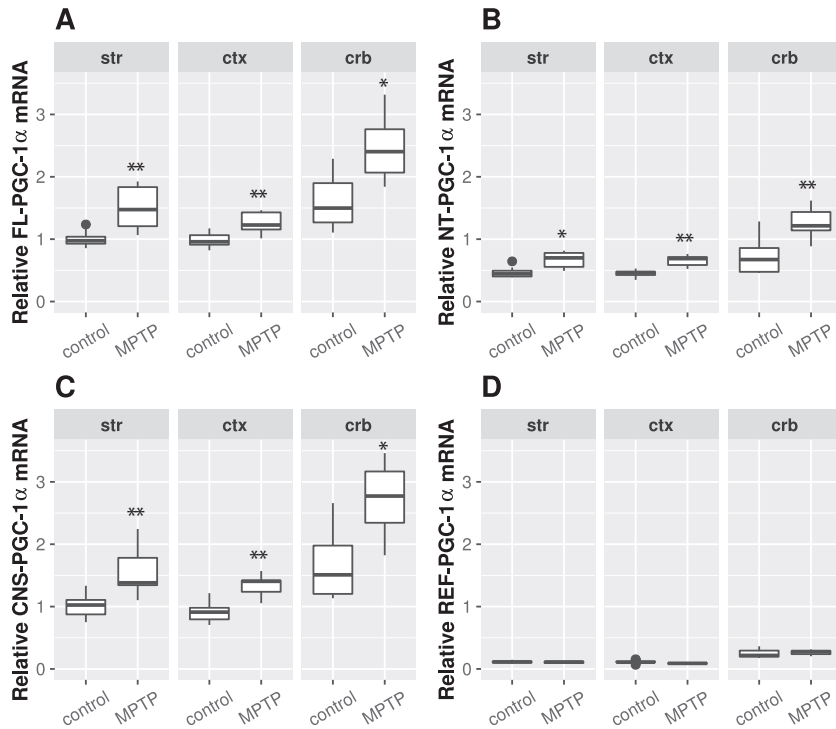 A
Relative FL-PGC-1α mRNA
str ctx crb
3
2
1
0
** ** *
control MPTP control MPTP control MPTP
B
Relative NT-PGC-1α mRNA
str ctx crb
3
2
1
0
* ** **
control MPTP control MPTP control MPTP
C
Relative CNS-PGC-1α mRNA
str ctx crb
3
2
1
0
** ** *
control MPTP control MPTP control MPTP
D
Relative REF-PGC-1α mRNA
str ctx crb
3
2
1
0
control MPTP control MPTP control MPTP